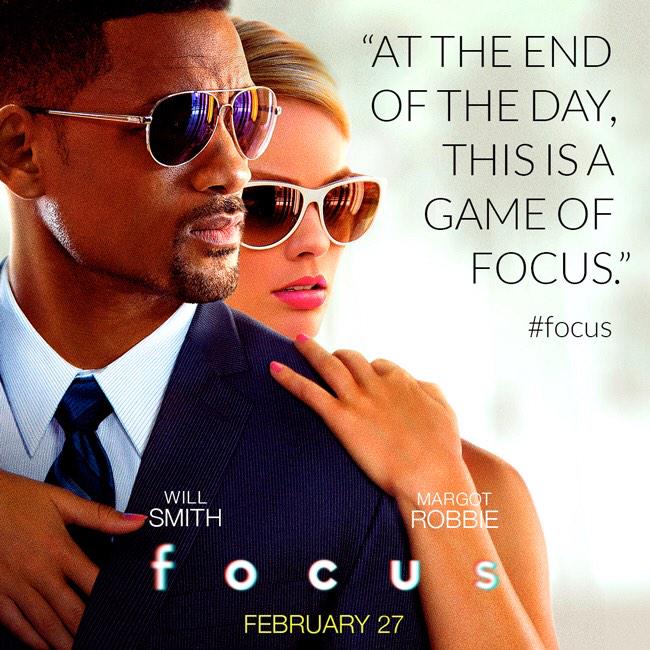 “AT THE END
OF THE DAY,
THIS IS A
GAME OF
FOCUS.”
#focus
WILL
SMITH
MARGOT
ROBBIE
focus
FEBRUARY 27